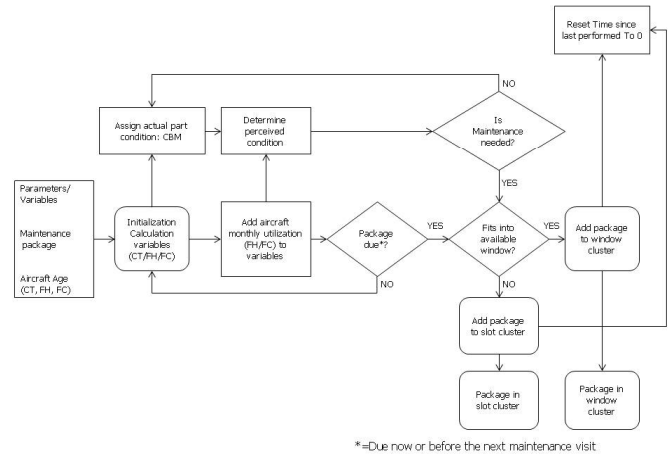 Reset Time since
last performed To 0
NO
Assign actual part
condition: CBM
Determine
perceived
condition
Is
Maintenance
needed?
YES
Parameters/
Variables
Maintenance
package
Aircraft Age
(CT, FH, FC)
Initialization
Calculation
variables
(CT/FH/FC)
Add aircraft
monthly utilization
(FH/FC) to
variables
Package
due*?
YES
Fits into
available
window?
YES
Add package
to window
cluster
NO
NO
Add package
to slot cluster
Package in
slot cluster
Package in
window
cluster
*=Due now or before the next maintenance visit